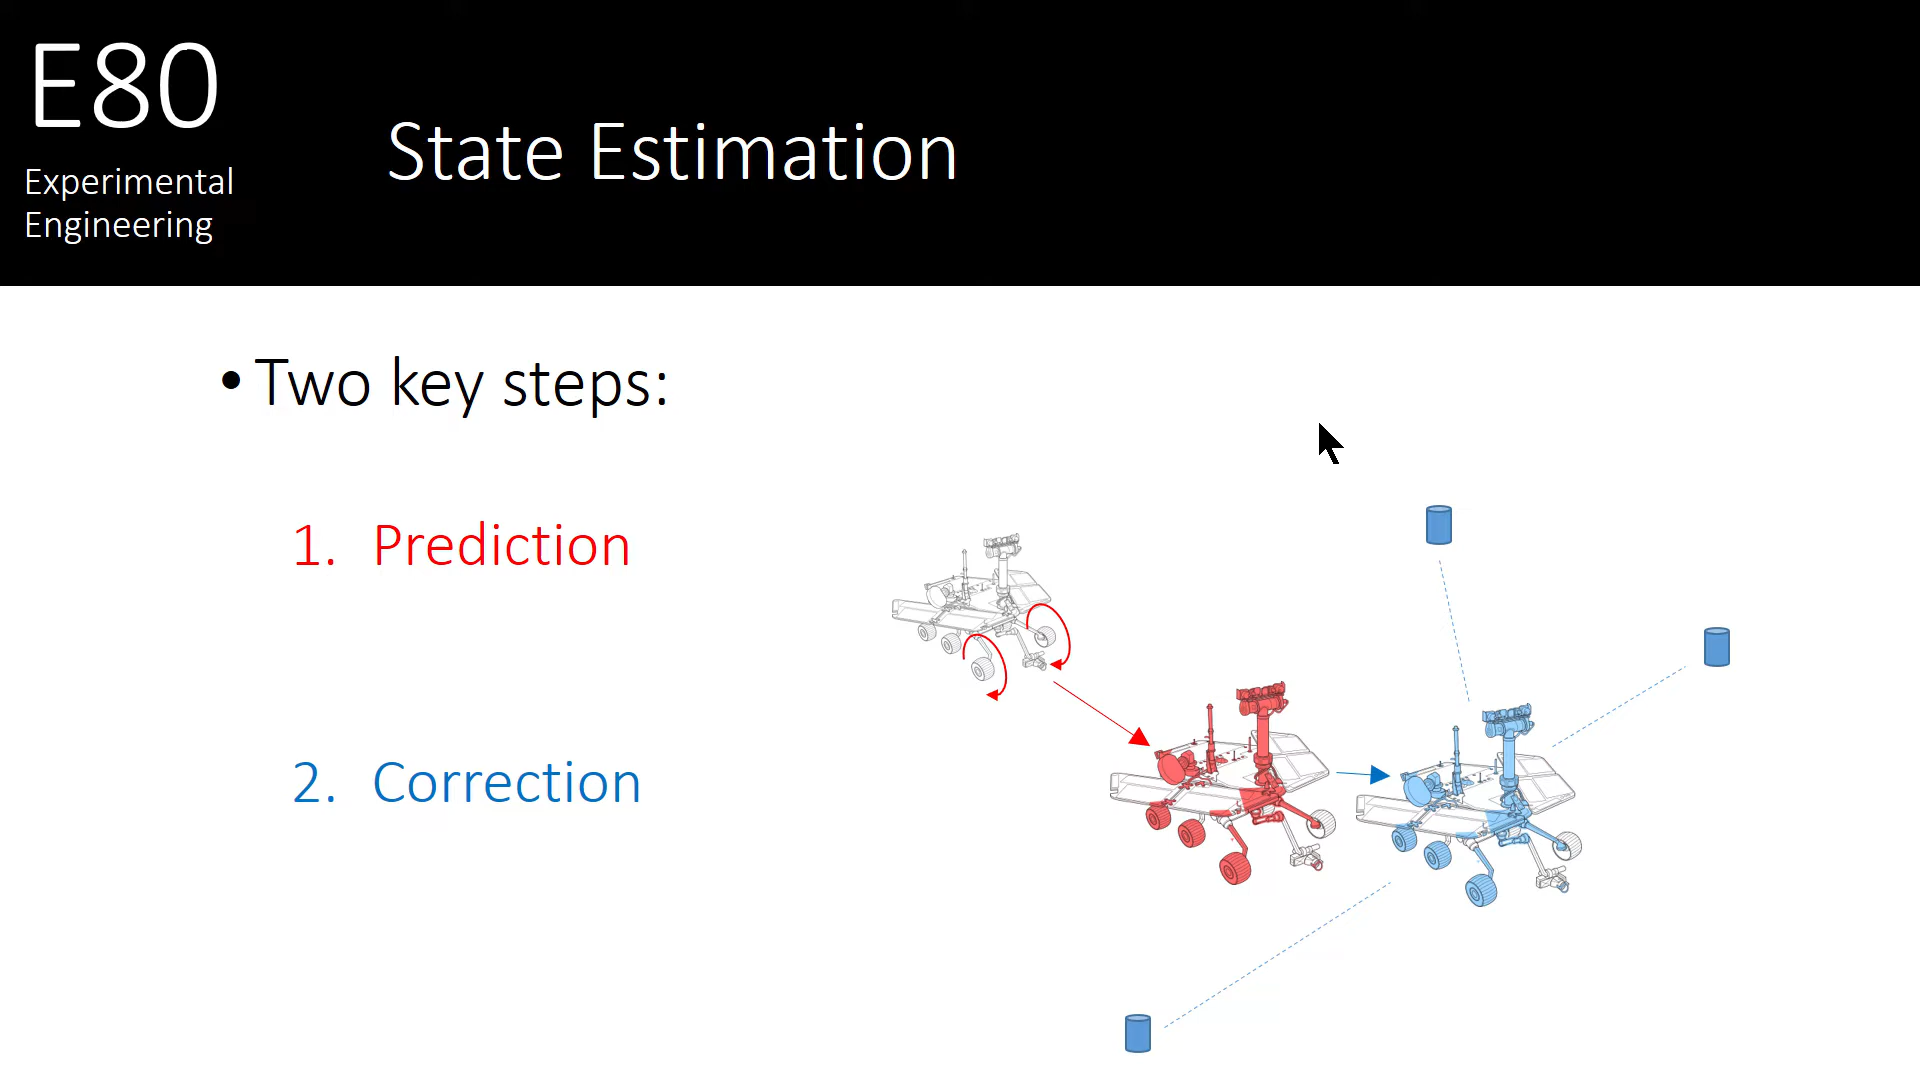 E80
Experimental
Engineering
State Estimation
• Two key steps:
1. Prediction
2. Correction